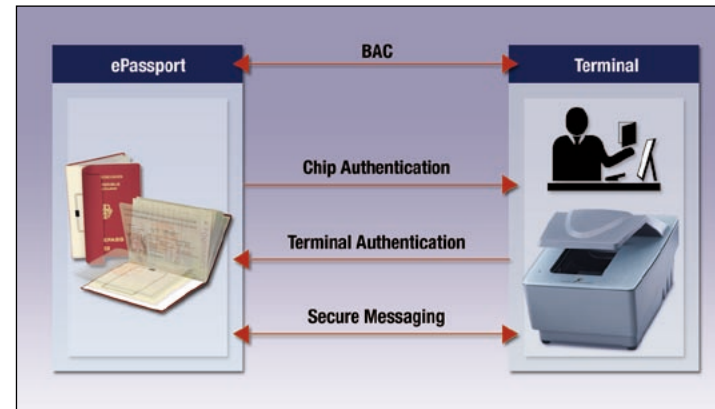 BAC
ePassport
Terminal
Chip Authentication
Terminal Authentication
Secure Messaging